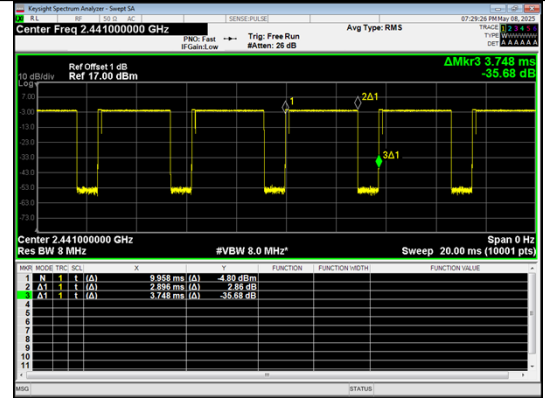 Keysight Spectrum Analyzer - Swept SA
RL RF 50 Ω AC SENSE:PULSE 07:29:26 PM May 08, 2025
Center Freq 2.441000000 GHz Avg Type: RMS TRACE 1 2 3 4 5 6
PNO: Fast Trig: Free Run TYPE
IFGain:Low #Atten: 26 dB DET A A A A A A
ΔMkr3 3.748 ms
Ref Offset 1 dB
10 dB/div Ref 17.00 dBm -35.68 dB
Log
7.00
-3.00
-13.0
-23.0
-33.0
-43.0
-53.0
-63.0
-73.0
1
2Δ1
3Δ1
Center 2.441000000 GHz Span 0 Hz
Res BW 8 MHz #VBW 8.0 MHz* Sweep 20.00 ms (10001 pts)
MKR MODE TRC SCL X Y FUNCTION FUNCTION WIDTH FUNCTION VALUE
1 N 1 t (Δ) 9.958 ms (Δ) -4.80 dBm
2 Δ1 1 t (Δ) 2.896 ms (Δ) 2.86 dB
3 Δ1 1 t (Δ) 3.748 ms (Δ) -35.68 dB
4
5
6
7
8
9
10
11
MSG STATUS